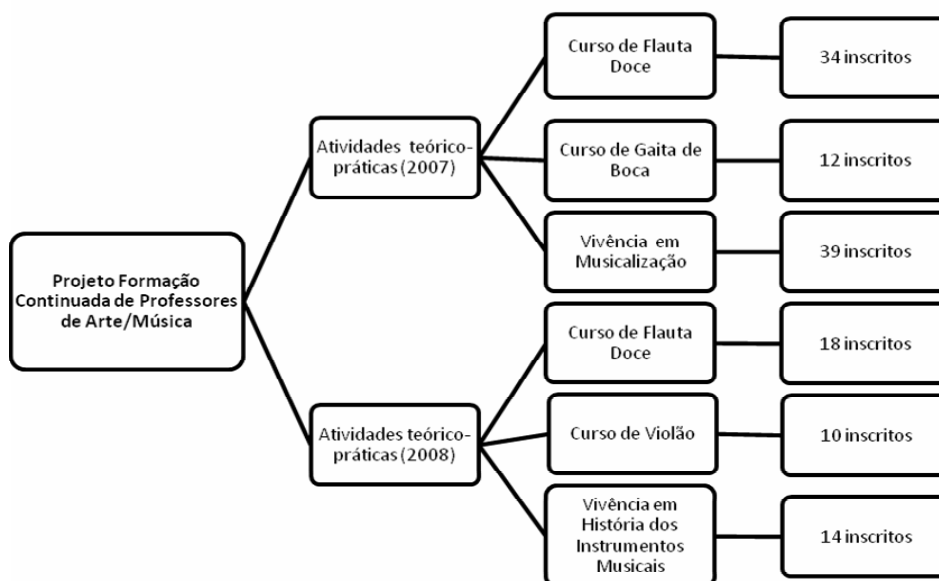 Projeto Formação
Continuada de Professores
de Arte/Música
Atividades teórico-
práticas (2007)
Curso de Flauta
Doce
34 inscritos
Curso de Gaita de
Boca
12 inscritos
Vivência em
Musicalização
39 inscritos
Atividades teórico-
práticas (2008)
Curso de Flauta
Doce
18 inscritos
Curso de Violão
10 inscritos
Vivência em
História dos
Instrumentos
Musicais
14 inscritos